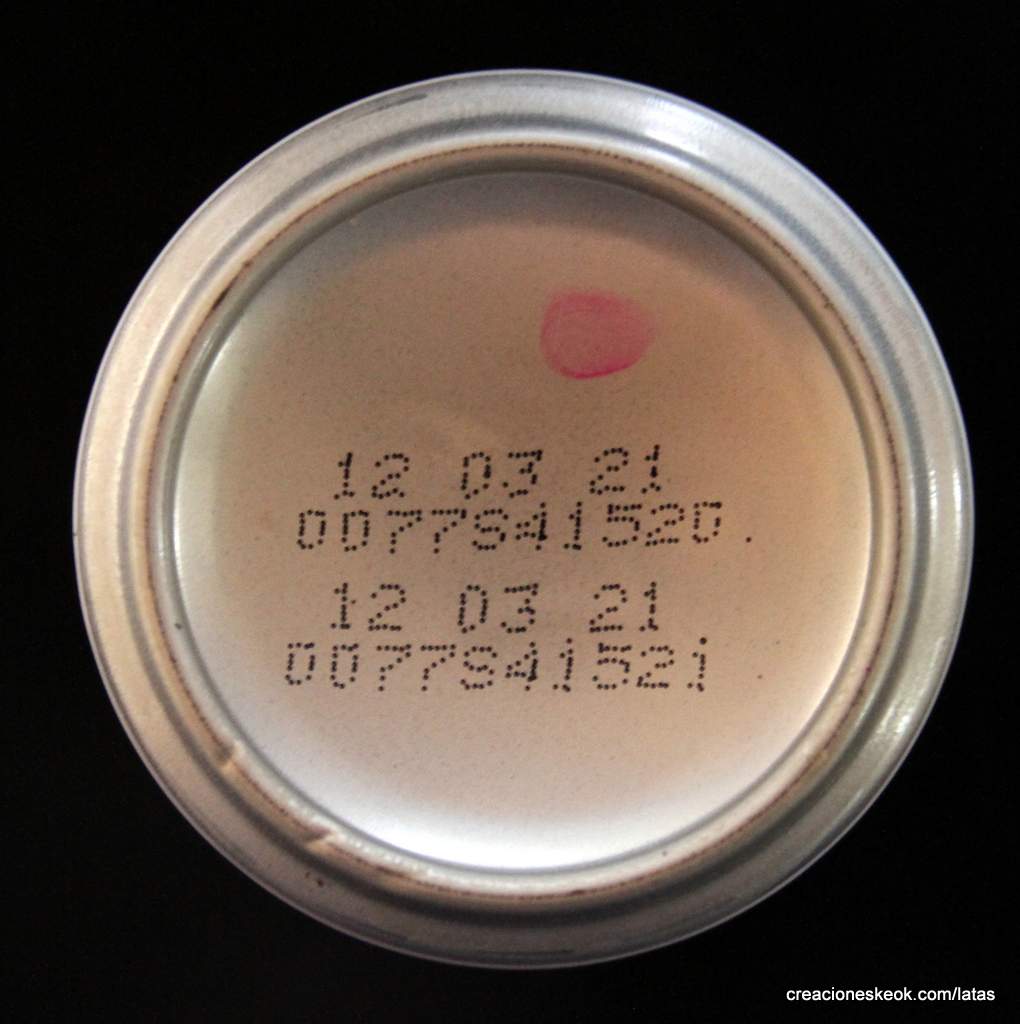 12 03 21
0077S41520.
12 03 21
0077S41521
creacioneskeok.com/latas